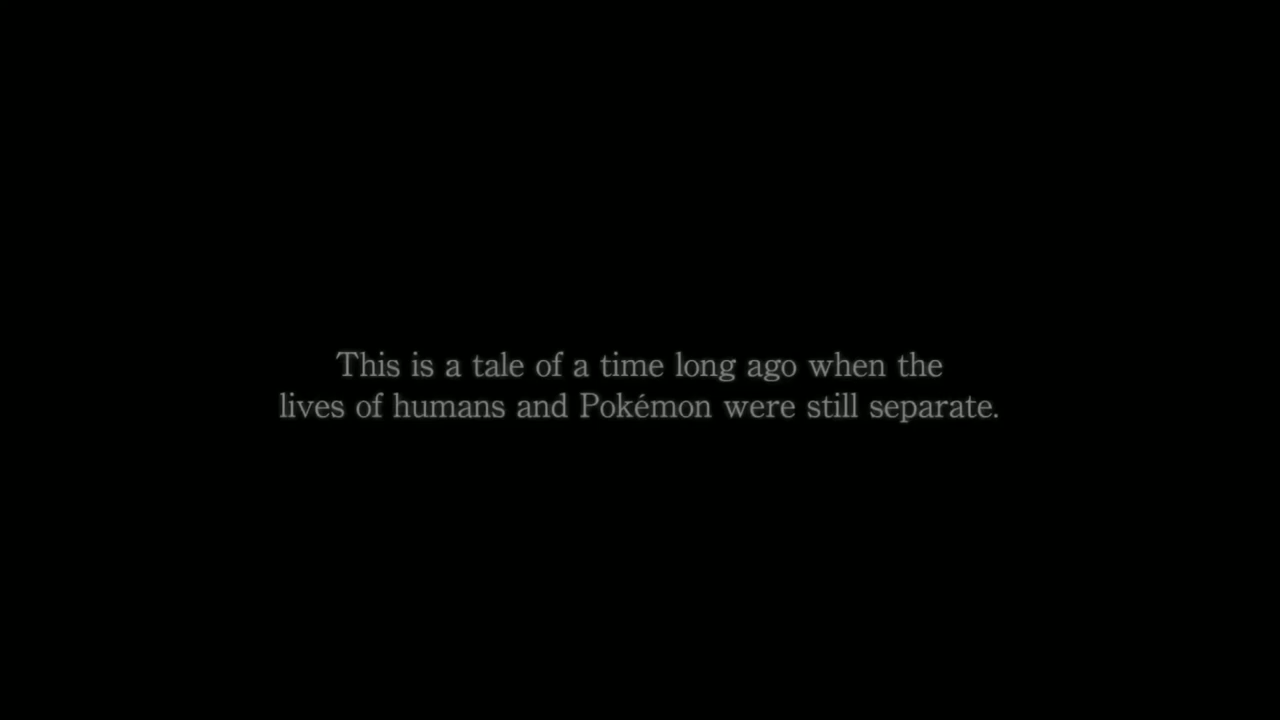 This is a tale of a time long ago when the
lives of humans and Pokémon were still separate.